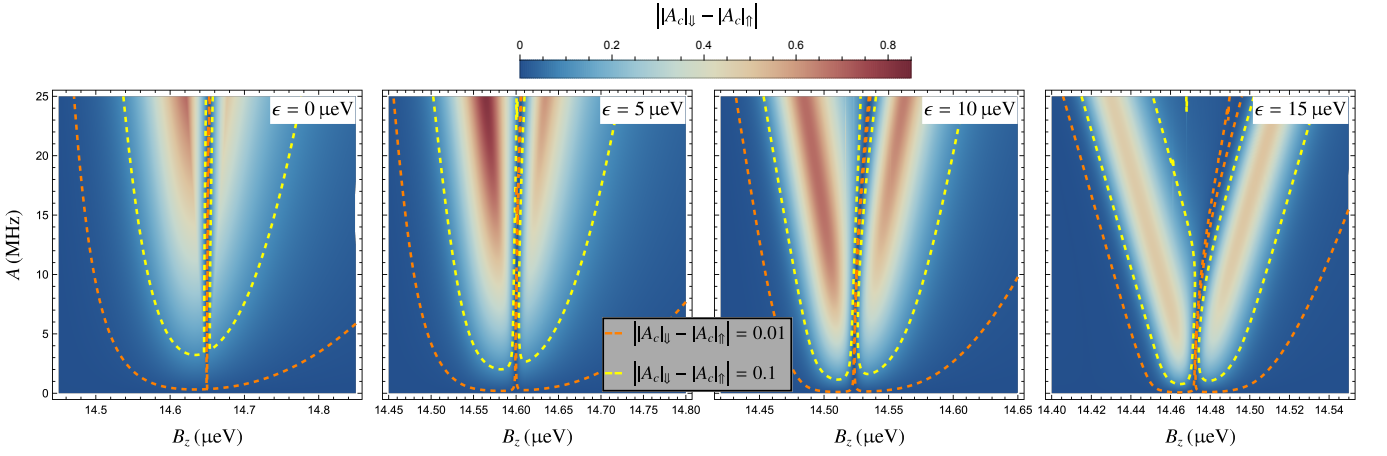 ||A_c|_⇓ − |A_c|_⇑|
0 0.2 0.4 0.6 0.8
ϵ = 0 μeV
ϵ = 5 μeV
ϵ = 10 μeV
ϵ = 15 μeV
25
20
15
10
5
0
A (MHz)
||A_c|_⇓ − |A_c|_⇑| = 0.01
||A_c|_⇓ − |A_c|_⇑| = 0.1
14.5 14.6 14.7 14.8
14.45 14.50 14.55 14.60 14.65 14.70 14.75 14.80
14.45 14.50 14.55 14.60 14.65
14.40 14.42 14.44 14.46 14.48 14.50 14.52 14.54
B_z (μeV)
B_z (μeV)
B_z (μeV)
B_z (μeV)